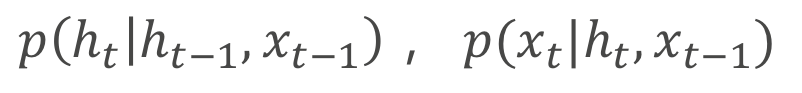 p(h_t|h_{t−1}, x_{t−1}) , p(x_t|h_t, x_{t−1})